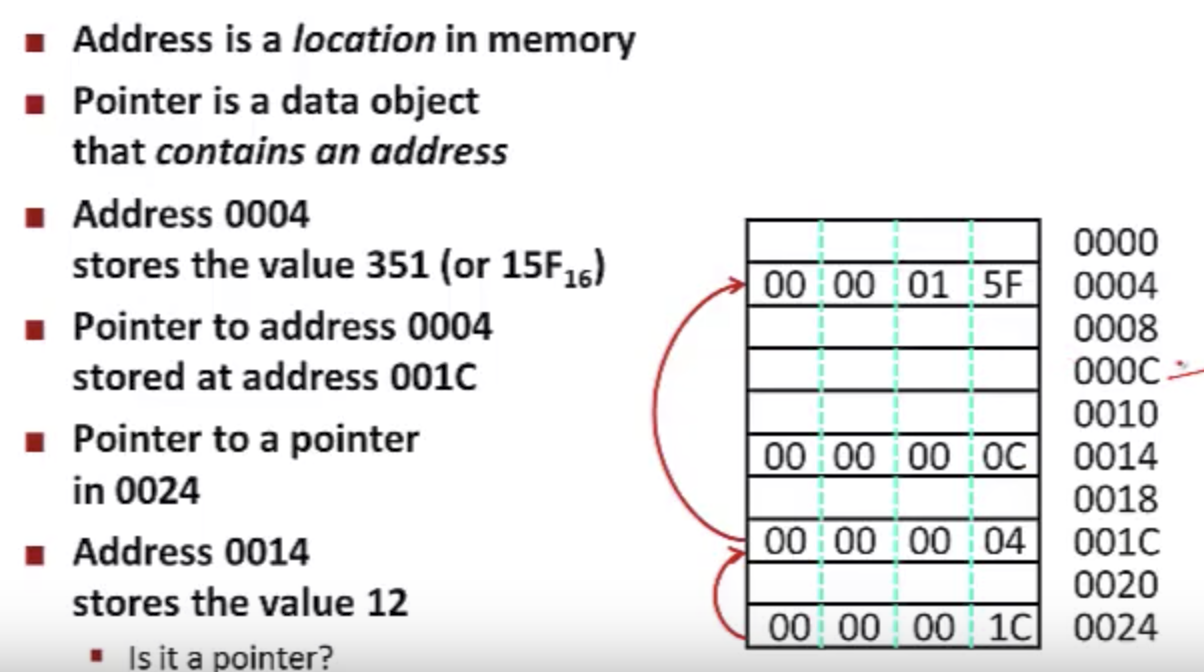 Address is a location in memory
Pointer is a data object
that contains an address
Address 0004
stores the value 351 (or 15F₁₆)
Pointer to address 0004
stored at address 001C
Pointer to a pointer
in 0024
Address 0014
stores the value 12
Is it a pointer?
0000
00 00 01 5F 0004
0008
000C
0010
00 00 00 0C 0014
0018
00 00 00 04 001C
0020
00 00 00 1C 0024